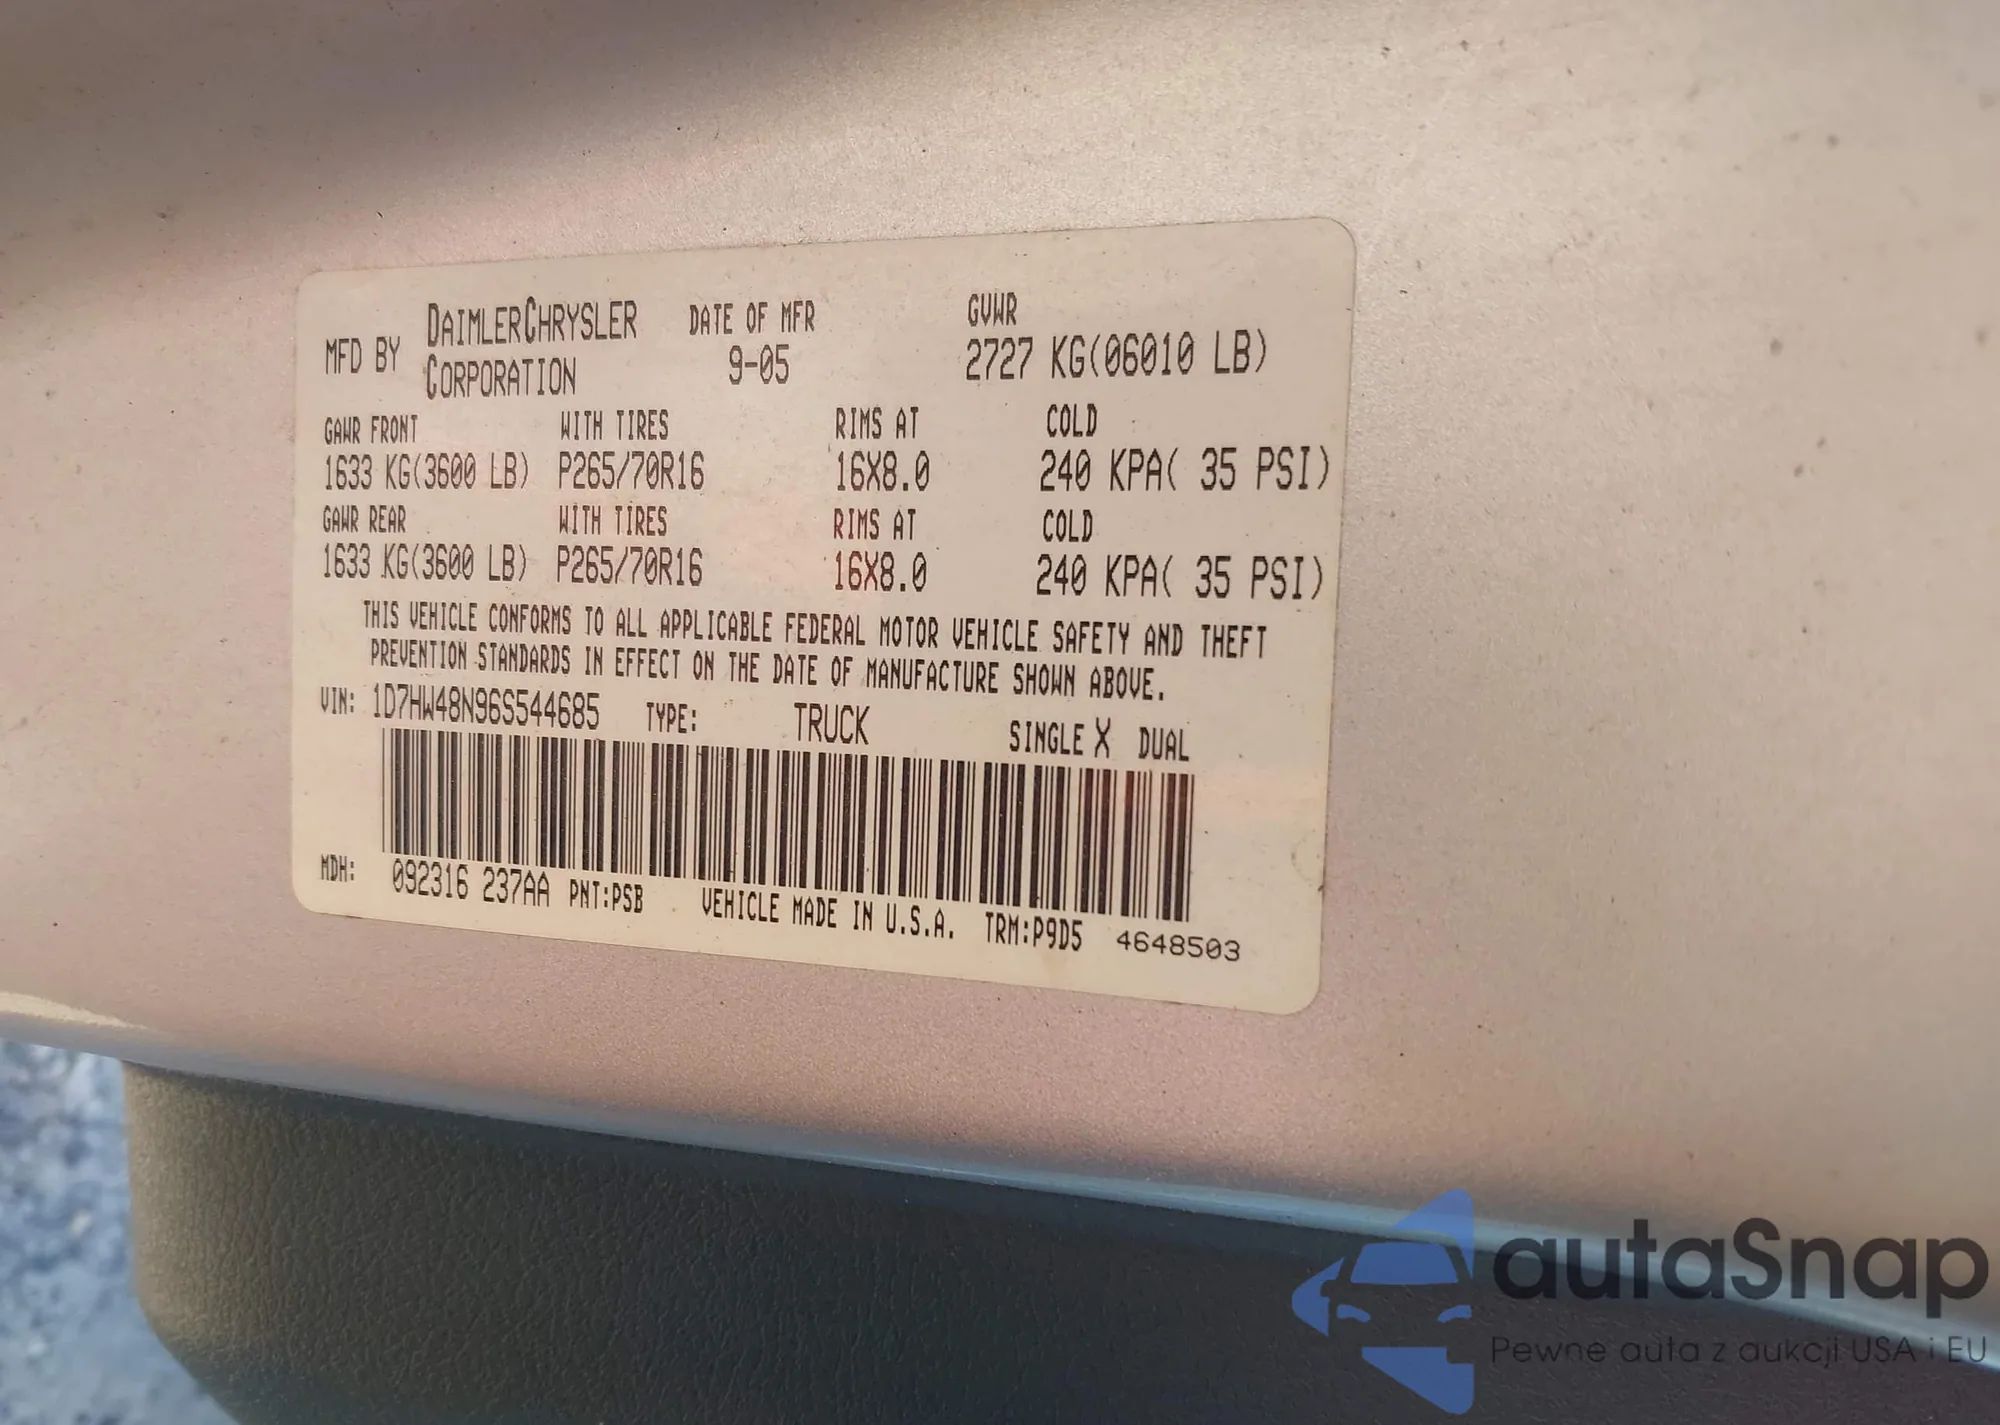 MFD BY DAIMLERCHRYSLER CORPORATION DATE OF MFR 9-05 GVWR 2727 KG(06010 LB)
GAWR FRONT WITH TIRES RIMS AT COLD
1633 KG(3600 LB) P265/70R16 16X8.0 240 KPA( 35 PSI)
GAWR REAR WITH TIRES RIMS AT COLD
1633 KG(3600 LB) P265/70R16 16X8.0 240 KPA( 35 PSI)
THIS VEHICLE CONFORMS TO ALL APPLICABLE FEDERAL MOTOR VEHICLE SAFETY AND THEFT
PREVENTION STANDARDS IN EFFECT ON THE DATE OF MANUFACTURE SHOWN ABOVE.
VIN: 1D7HW48N96S544685 TYPE: TRUCK SINGLE X DUAL
MDH: 092316 237AA PNT:PSB VEHICLE MADE IN U.S.A. TRM:P9D5 4648503
autaSnap
Pewne auta z aukcji USA i EU